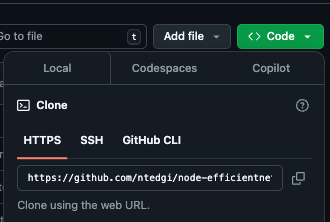 Go to file t Add file <> Code
Local Codespaces Copilot
Clone
HTTPS SSH GitHub CLI
https://github.com/ntedgi/node-efficientne
Clone using the web URL.